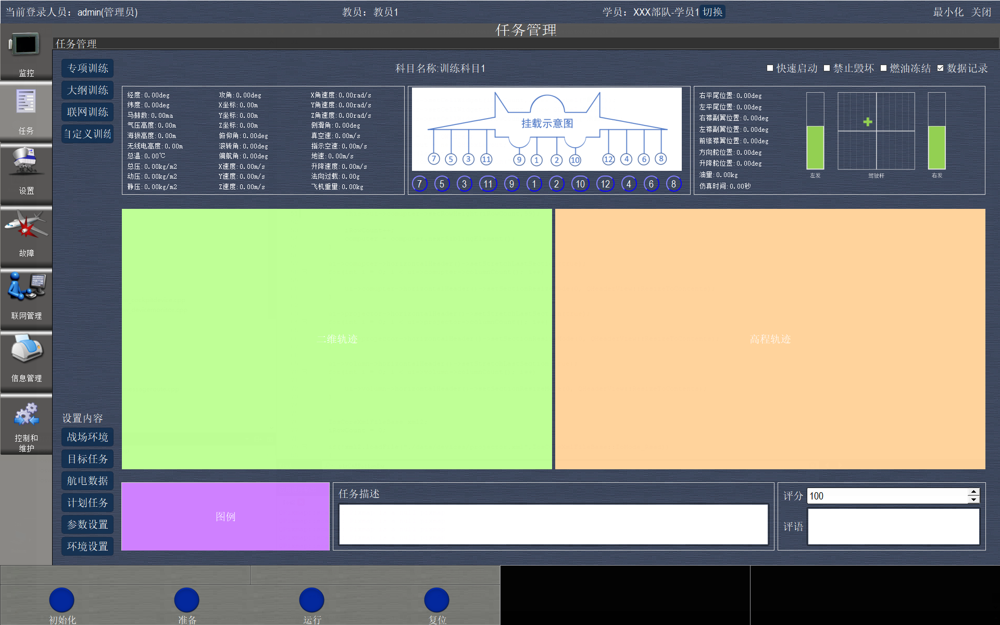 当前登录人员：admin(管理员)
教员：教员1
学员：XXX部队-学员1 切换
最小化 关闭
任务管理
任务管理
监控
任务
设置
故障
联网管理
信息管理
控制和
维护
专项训练
大纲训练
联网训练
自定义训练
科目名称:训练科目1
快速启动 禁止毁坏 燃油冻结 数据记录
经度:0.00deg
纬度:0.00deg
马赫数:0.00ma
气压高度:0.00m
海拔高度:0.00m
无线电高度:0.00m
总温:0.00℃
总压:0.00kg/m2
动压:0.00kg/m2
静压:0.00kg/m2
攻角:0.00deg
X坐标:0.00m
Y坐标:0.00m
Z坐标:0.00m
俯仰角:0.00deg
滚转角:0.00deg
偏航角:0.00deg
X速度:0.00m/s
Y速度:0.00m/s
Z速度:0.00m/s
X角速度:0.00rad/s
Y角速度:0.00rad/s
Z角速度:0.00rad/s
侧滑角:0.00deg
真空速:0.00m/s
指示空速:0.00m/s
地速:0.00m/s
升降速度:0.00m/s
法向过载:0.00g
飞机重量:0.00kg
挂载示意图
7 5 3 11 9 1 2 10 12 4 6 8
7 5 3 11 9 1 2 10 12 4 6 8
右平尾位置:0.00deg
左平尾位置:0.00deg
右襟副翼位置:0.00deg
左襟副翼位置:0.00deg
前缘襟翼位置:0.00deg
方向舵位置:0.00deg
升降舵位置:0.00deg
油量:0.00kg
仿真时间:0.00秒
左发
驾驶杆
右发
二维轨迹
高程轨迹
设置内容
战场环境
目标任务
航电数据
计划任务
参数设置
环境设置
图例
任务描述
评分 100
评语
初始化
准备
运行
复位